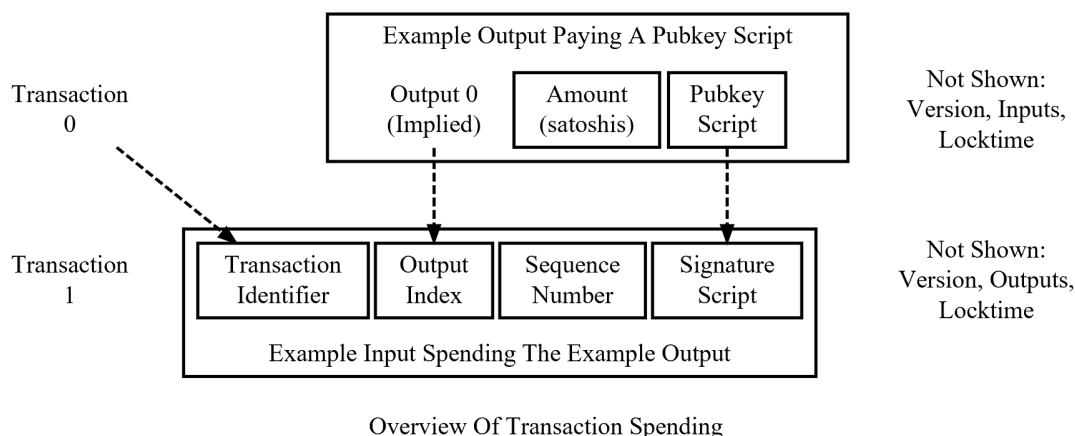 Example Output Paying A Pubkey Script
Transaction
0
Output 0
(Implied)
Amount
(satoshis)
Pubkey
Script
Not Shown:
Version, Inputs,
Locktime
Transaction
1
Transaction
Identifier
Output
Index
Sequence
Number
Signature
Script
Not Shown:
Version, Outputs,
Locktime
Example Input Spending The Example Output
Overview Of Transaction Spending